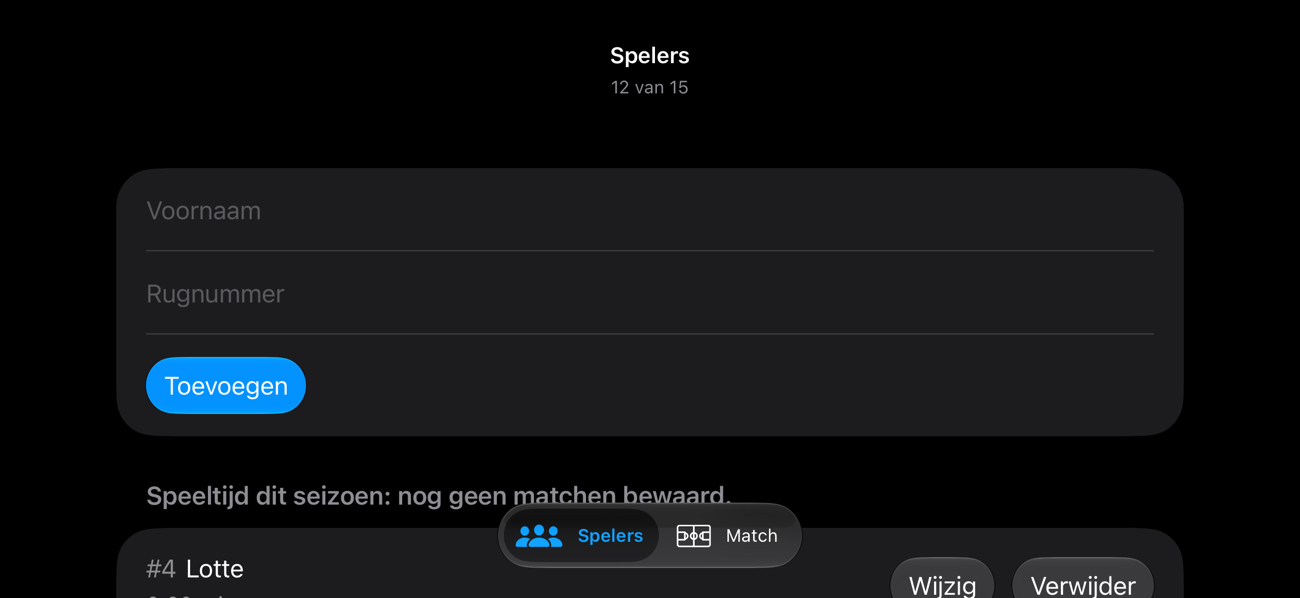 Spelers
12 van 15
Voornaam
Rugnummer
Toevoegen
Speeltijd dit seizoen: nog geen matchen bewaard.
Spelers Match
#4 Lotte
Wijzig Verwijder